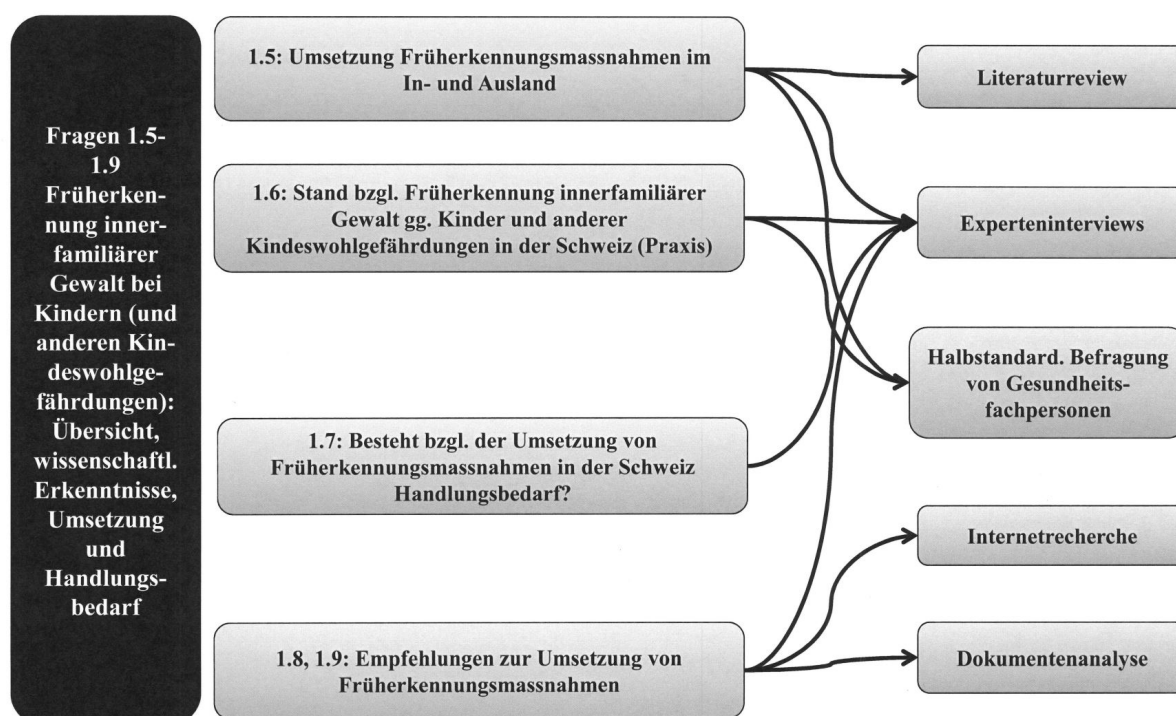 Fragen 1.5-
1.9
Früherken-
nung inner-
familiärer
Gewalt bei
Kindern (und
anderen Kin-
deswohlge-
fährdungen):
Übersicht,
wissenschaftl.
Erkenntnisse,
Umsetzung
und
Handlungs-
bedarf
1.5: Umsetzung Früherkennungsmassnahmen im
In- und Ausland
1.6: Stand bzgl. Früherkennung innerfamiliärer
Gewalt gg. Kinder und anderer
Kindeswohlgefährdungen in der Schweiz (Praxis)
1.7: Besteht bzgl. der Umsetzung von
Früherkennungsmassnahmen in der Schweiz
Handlungsbedarf?
1.8, 1.9: Empfehlungen zur Umsetzung von
Früherkennungsmassnahmen
Literaturreview
Experteninterviews
Halbstandard. Befragung
von Gesundheits-
fachpersonen
Internetrecherche
Dokumentenanalyse